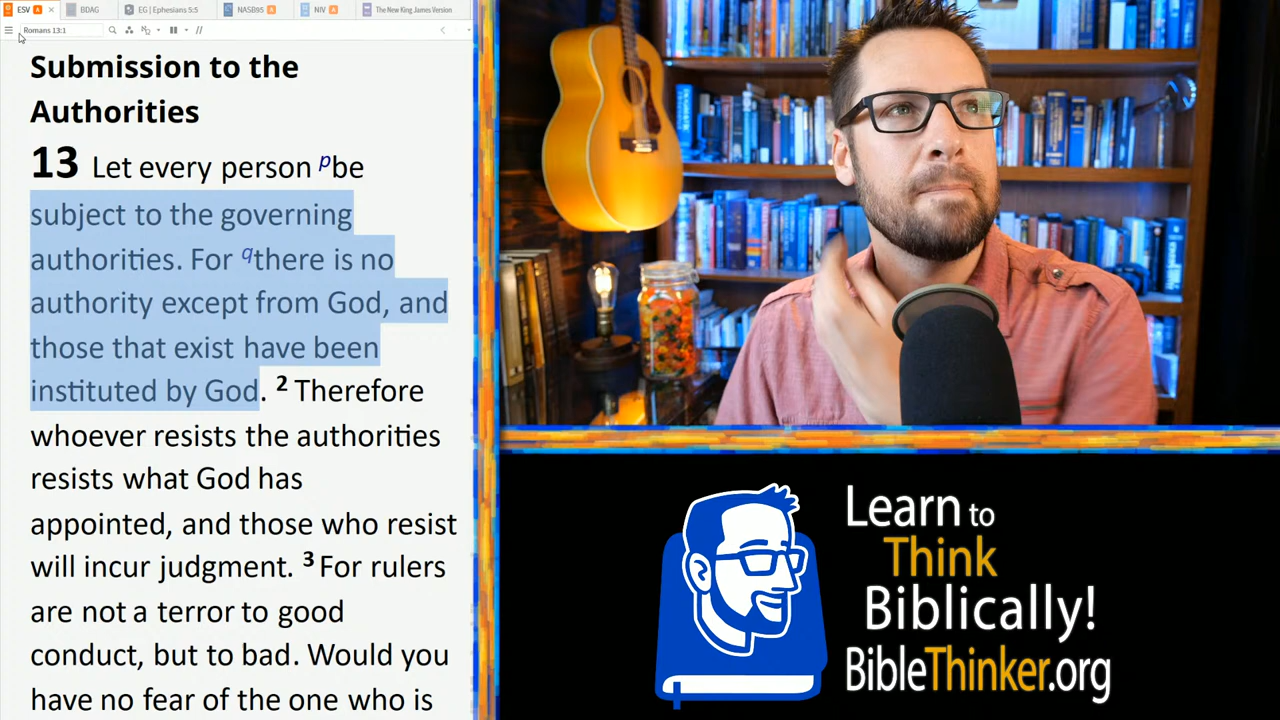 ESV A × BDAG EG | Ephesians 5:5 NASB95 A NIV A The New King James Version
Romans 13:1
Submission to the
Authorities
13 Let every person pbe
subject to the governing
authorities. For qthere is no
authority except from God, and
those that exist have been
instituted by God. 2 Therefore
whoever resists the authorities
resists what God has
appointed, and those who resist
will incur judgment. 3 For rulers
are not a terror to good
conduct, but to bad. Would you
have no fear of the one who is
Learn to
Think
Biblically!
BibleThinker.org